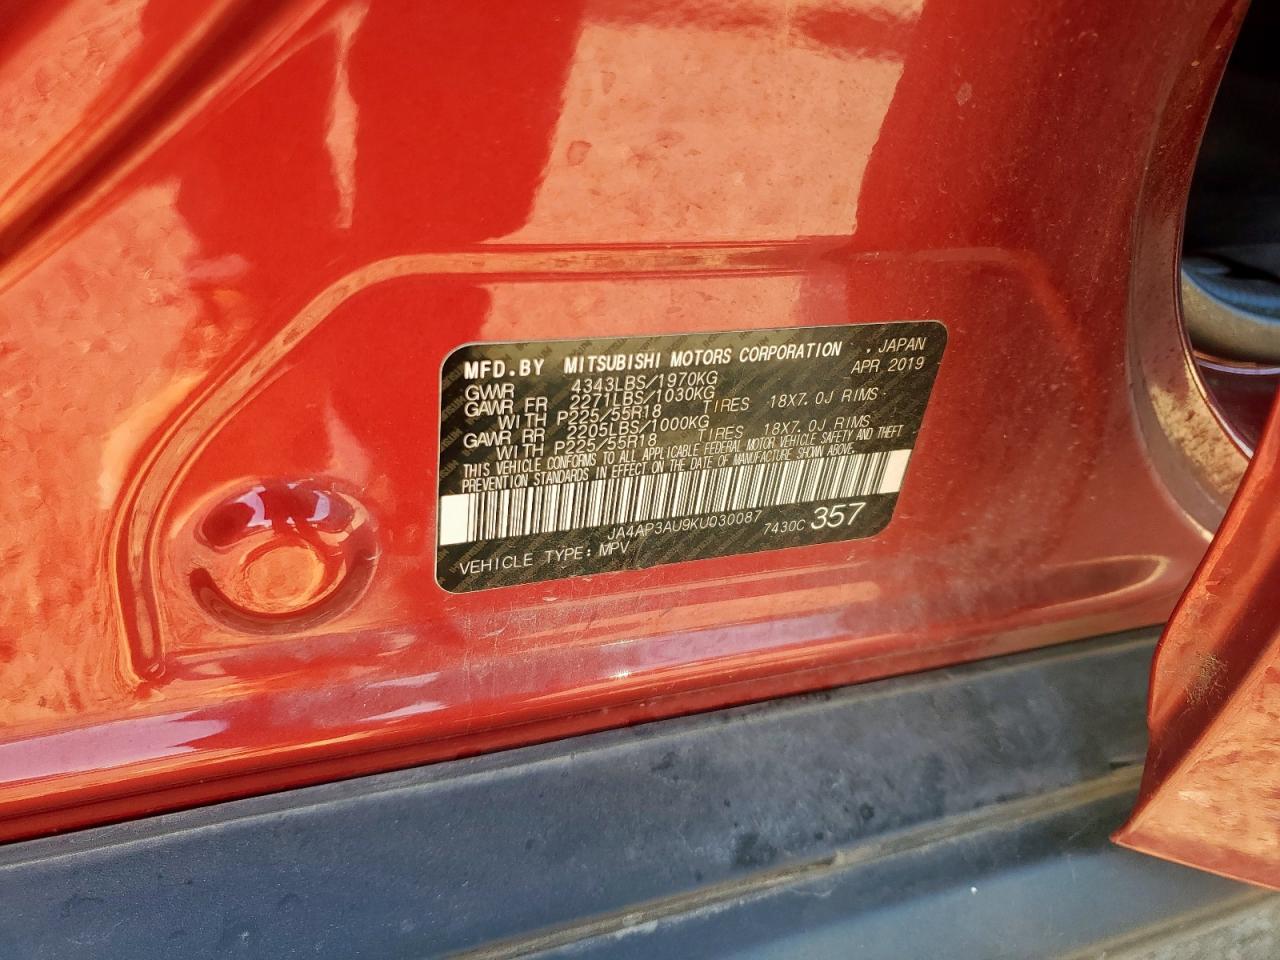 MFD.BY MITSUBISHI MOTORS CORPORATION , JAPAN
GVWR 4343LBS/1970KG APR 2019
GAWR FR 2271LBS/1030KG
WITH P225/55R18 TIRES 18X7.0J RIMS
GAWR RR 2205LBS/1000KG
WITH P225/55R18 TIRES 18X7.0J RIMS
THIS VEHICLE CONFORMS TO ALL APPLICABLE FEDERAL MOTOR VEHICLE SAFETY AND THEFT
PREVENTION STANDARDS IN EFFECT ON THE DATE OF MANUFACTURE SHOWN ABOVE.
JA4AP3AU9KU030087 7430C 357
VEHICLE TYPE: MPV